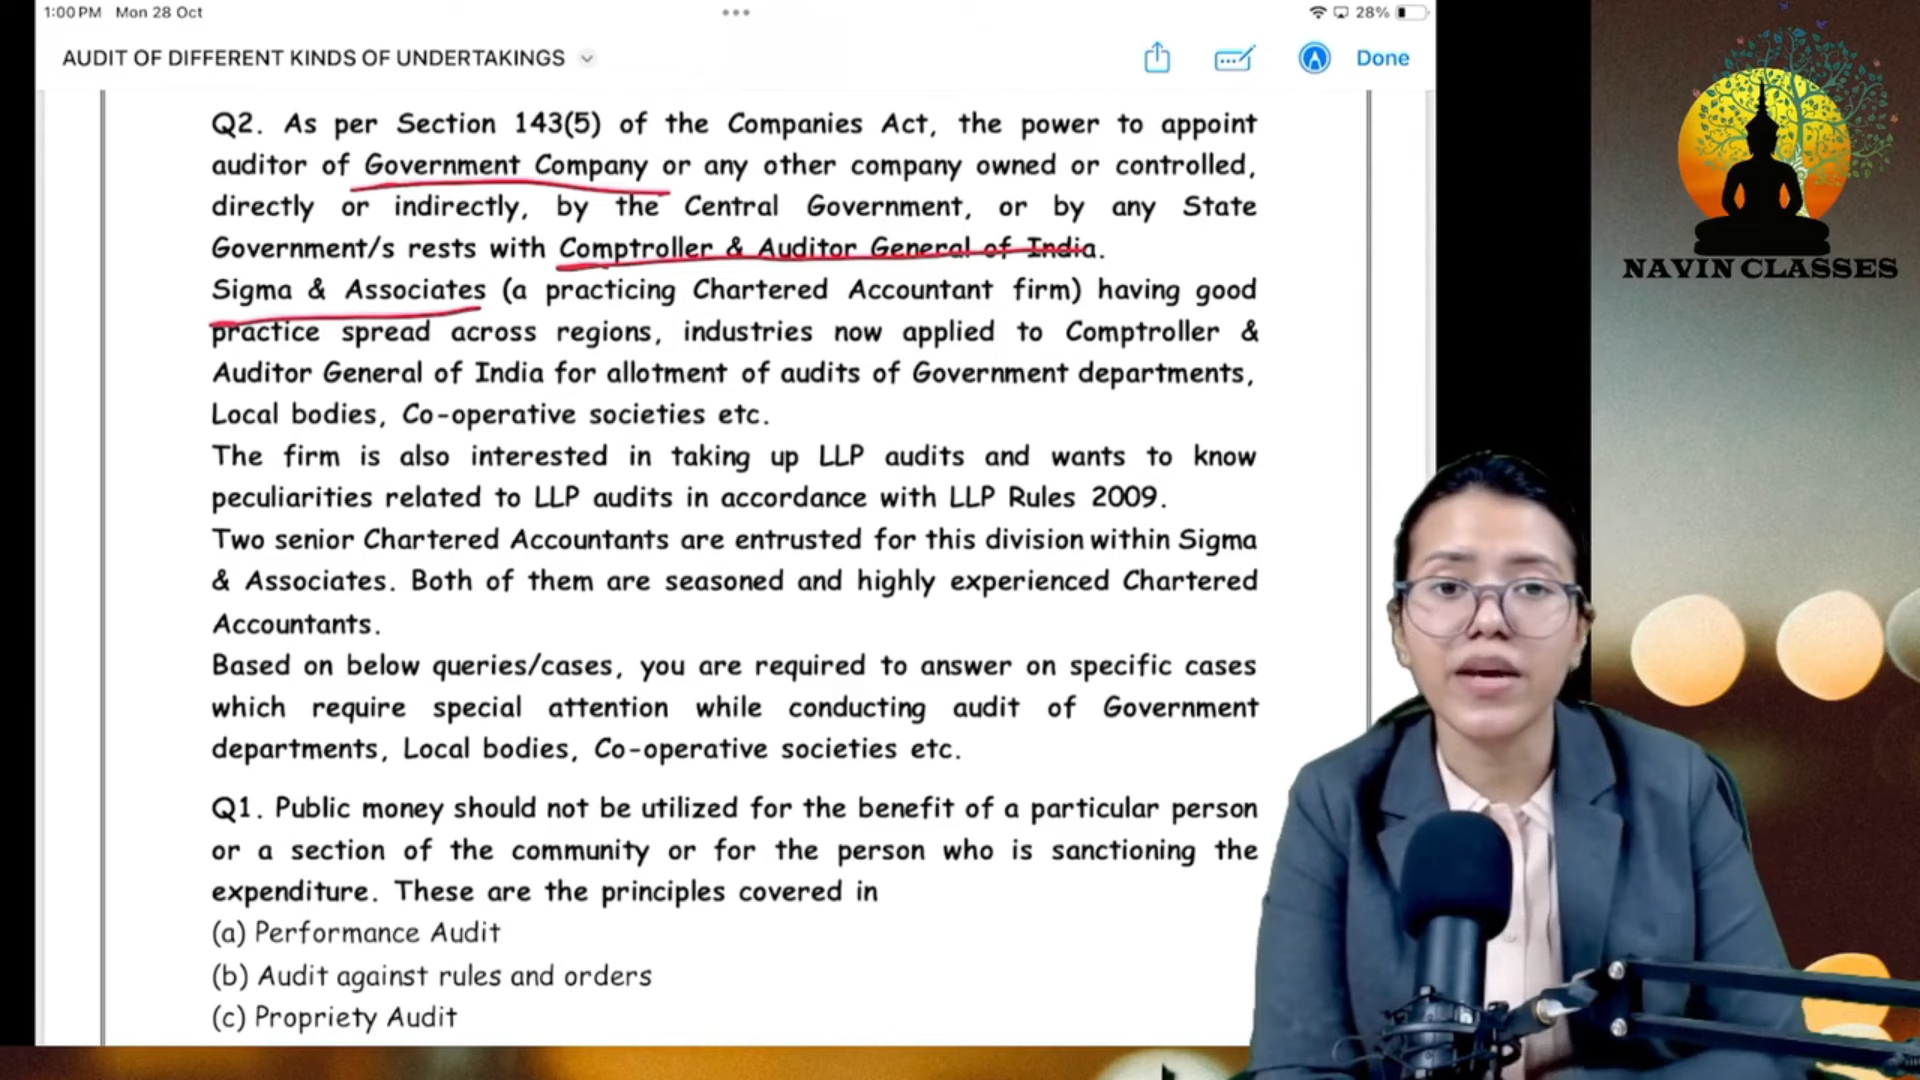 1:00 PM Mon 28 Oct
28%
AUDIT OF DIFFERENT KINDS OF UNDERTAKINGS
Done
Q2. As per Section 143(5) of the Companies Act, the power to appoint
auditor of Government Company or any other company owned or controlled,
directly or indirectly, by the Central Government, or by any State
Government/s rests with Comptroller & Auditor General of India.
Sigma & Associates (a practicing Chartered Accountant firm) having good
practice spread across regions, industries now applied to Comptroller &
Auditor General of India for allotment of audits of Government departments,
Local bodies, Co-operative societies etc.
The firm is also interested in taking up LLP audits and wants to know
peculiarities related to LLP audits in accordance with LLP Rules 2009.
Two senior Chartered Accountants are entrusted for this division within Sigma
& Associates. Both of them are seasoned and highly experienced Chartered
Accountants.
Based on below queries/cases, you are required to answer on specific cases
which require special attention while conducting audit of Government
departments, Local bodies, Co-operative societies etc.
Q1. Public money should not be utilized for the benefit of a particular person
or a section of the community or for the person who is sanctioning the
expenditure. These are the principles covered in
(a) Performance Audit
(b) Audit against rules and orders
(c) Propriety Audit
NAVIN CLASSES